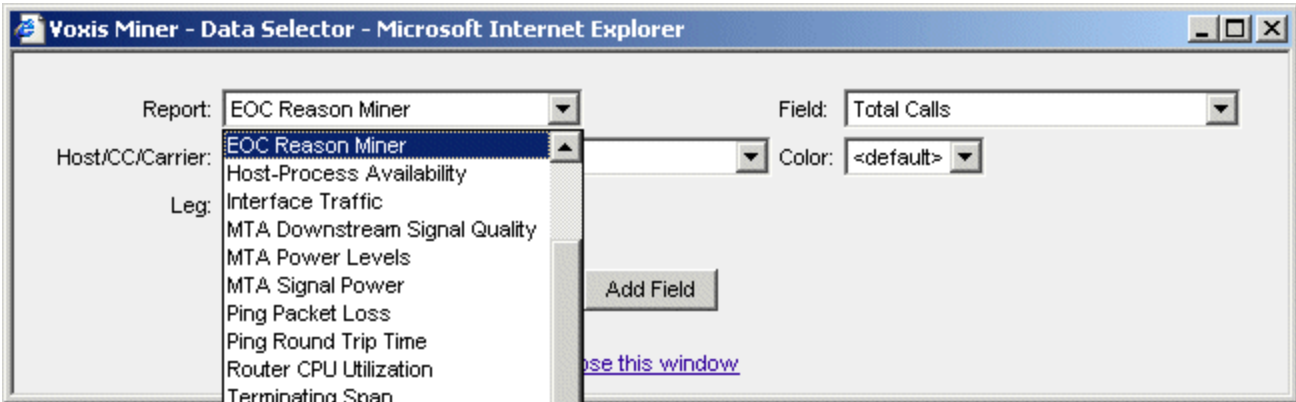 Voxis Miner - Data Selector - Microsoft Internet Explorer
Report: EOC Reason Miner Field: Total Calls
EOC Reason Miner
Host/CC/Carrier: Color: <default>
Host-Process Availability
Leg: Interface Traffic
MTA Downstream Signal Quality
MTA Power Levels
MTA Signal Power
Add Field
Ping Packet Loss
Ping Round Trip Time
Router CPU Utilization
ose this window
Terminating Span